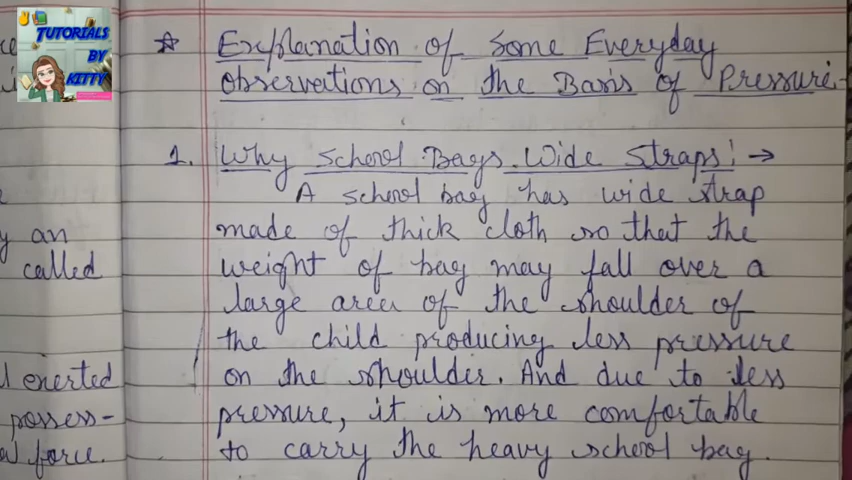 TUTORIALS
BY
KITTY
Explanation of Some Everyday
observations on the Basis of Pressure.
1. Why School Bags Wide Straps: →
A school bag has wide strap
made of thick cloth so that the
weight of bag may fall over a
large area of the shoulder of
the child producing less pressure
on the shoulder. And due to less
pressure, it is more comfortable
to carry the heavy school bag.
an
called
exerted
possess-
force.